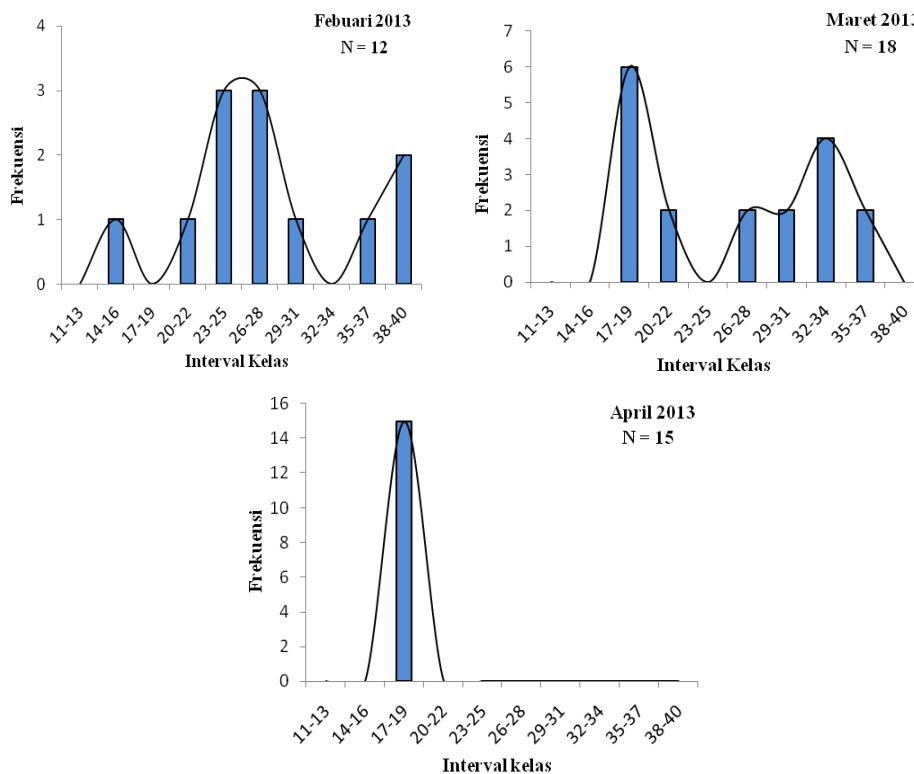 Febuari 2013
N = 12
Frekuensi
4
3
2
1
0
11-13 14-16 17-19 20-22 23-25 26-28 29-31 32-34 35-37 38-40
Interval Kelas
Maret 2013
N = 18
Frekuensi
7
6
5
4
3
2
1
0
11-13 14-16 17-19 20-22 23-25 26-28 29-31 32-34 35-37 38-40
Interval Kelas
April 2013
N = 15
Frekuensi
16
14
12
10
8
6
4
2
0
11-13 14-16 17-19 20-22 23-25 26-28 29-31 32-34 35-37 38-40
Interval kelas